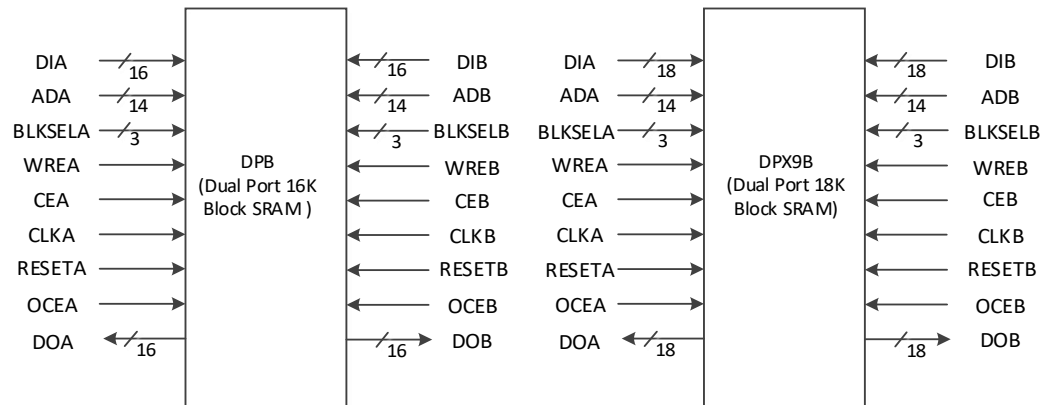 DIA 16
ADA 14
BLKSELA 3
WREA
CEA
CLKA
RESETA
OCEA
DOA 16
DPB
(Dual Port 16K
Block SRAM )
16 DIB
14 ADB
3 BLKSELB
WREB
CEB
CLKB
RESETB
OCEB
16 DOB
DIA 18
ADA 14
BLKSELA 3
WREA
CEA
CLKA
RESETA
OCEA
DOA 18
DPX9B
(Dual Port 18K
Block SRAM)
18 DIB
14 ADB
3 BLKSELB
WREB
CEB
CLKB
RESETB
OCEB
18 DOB